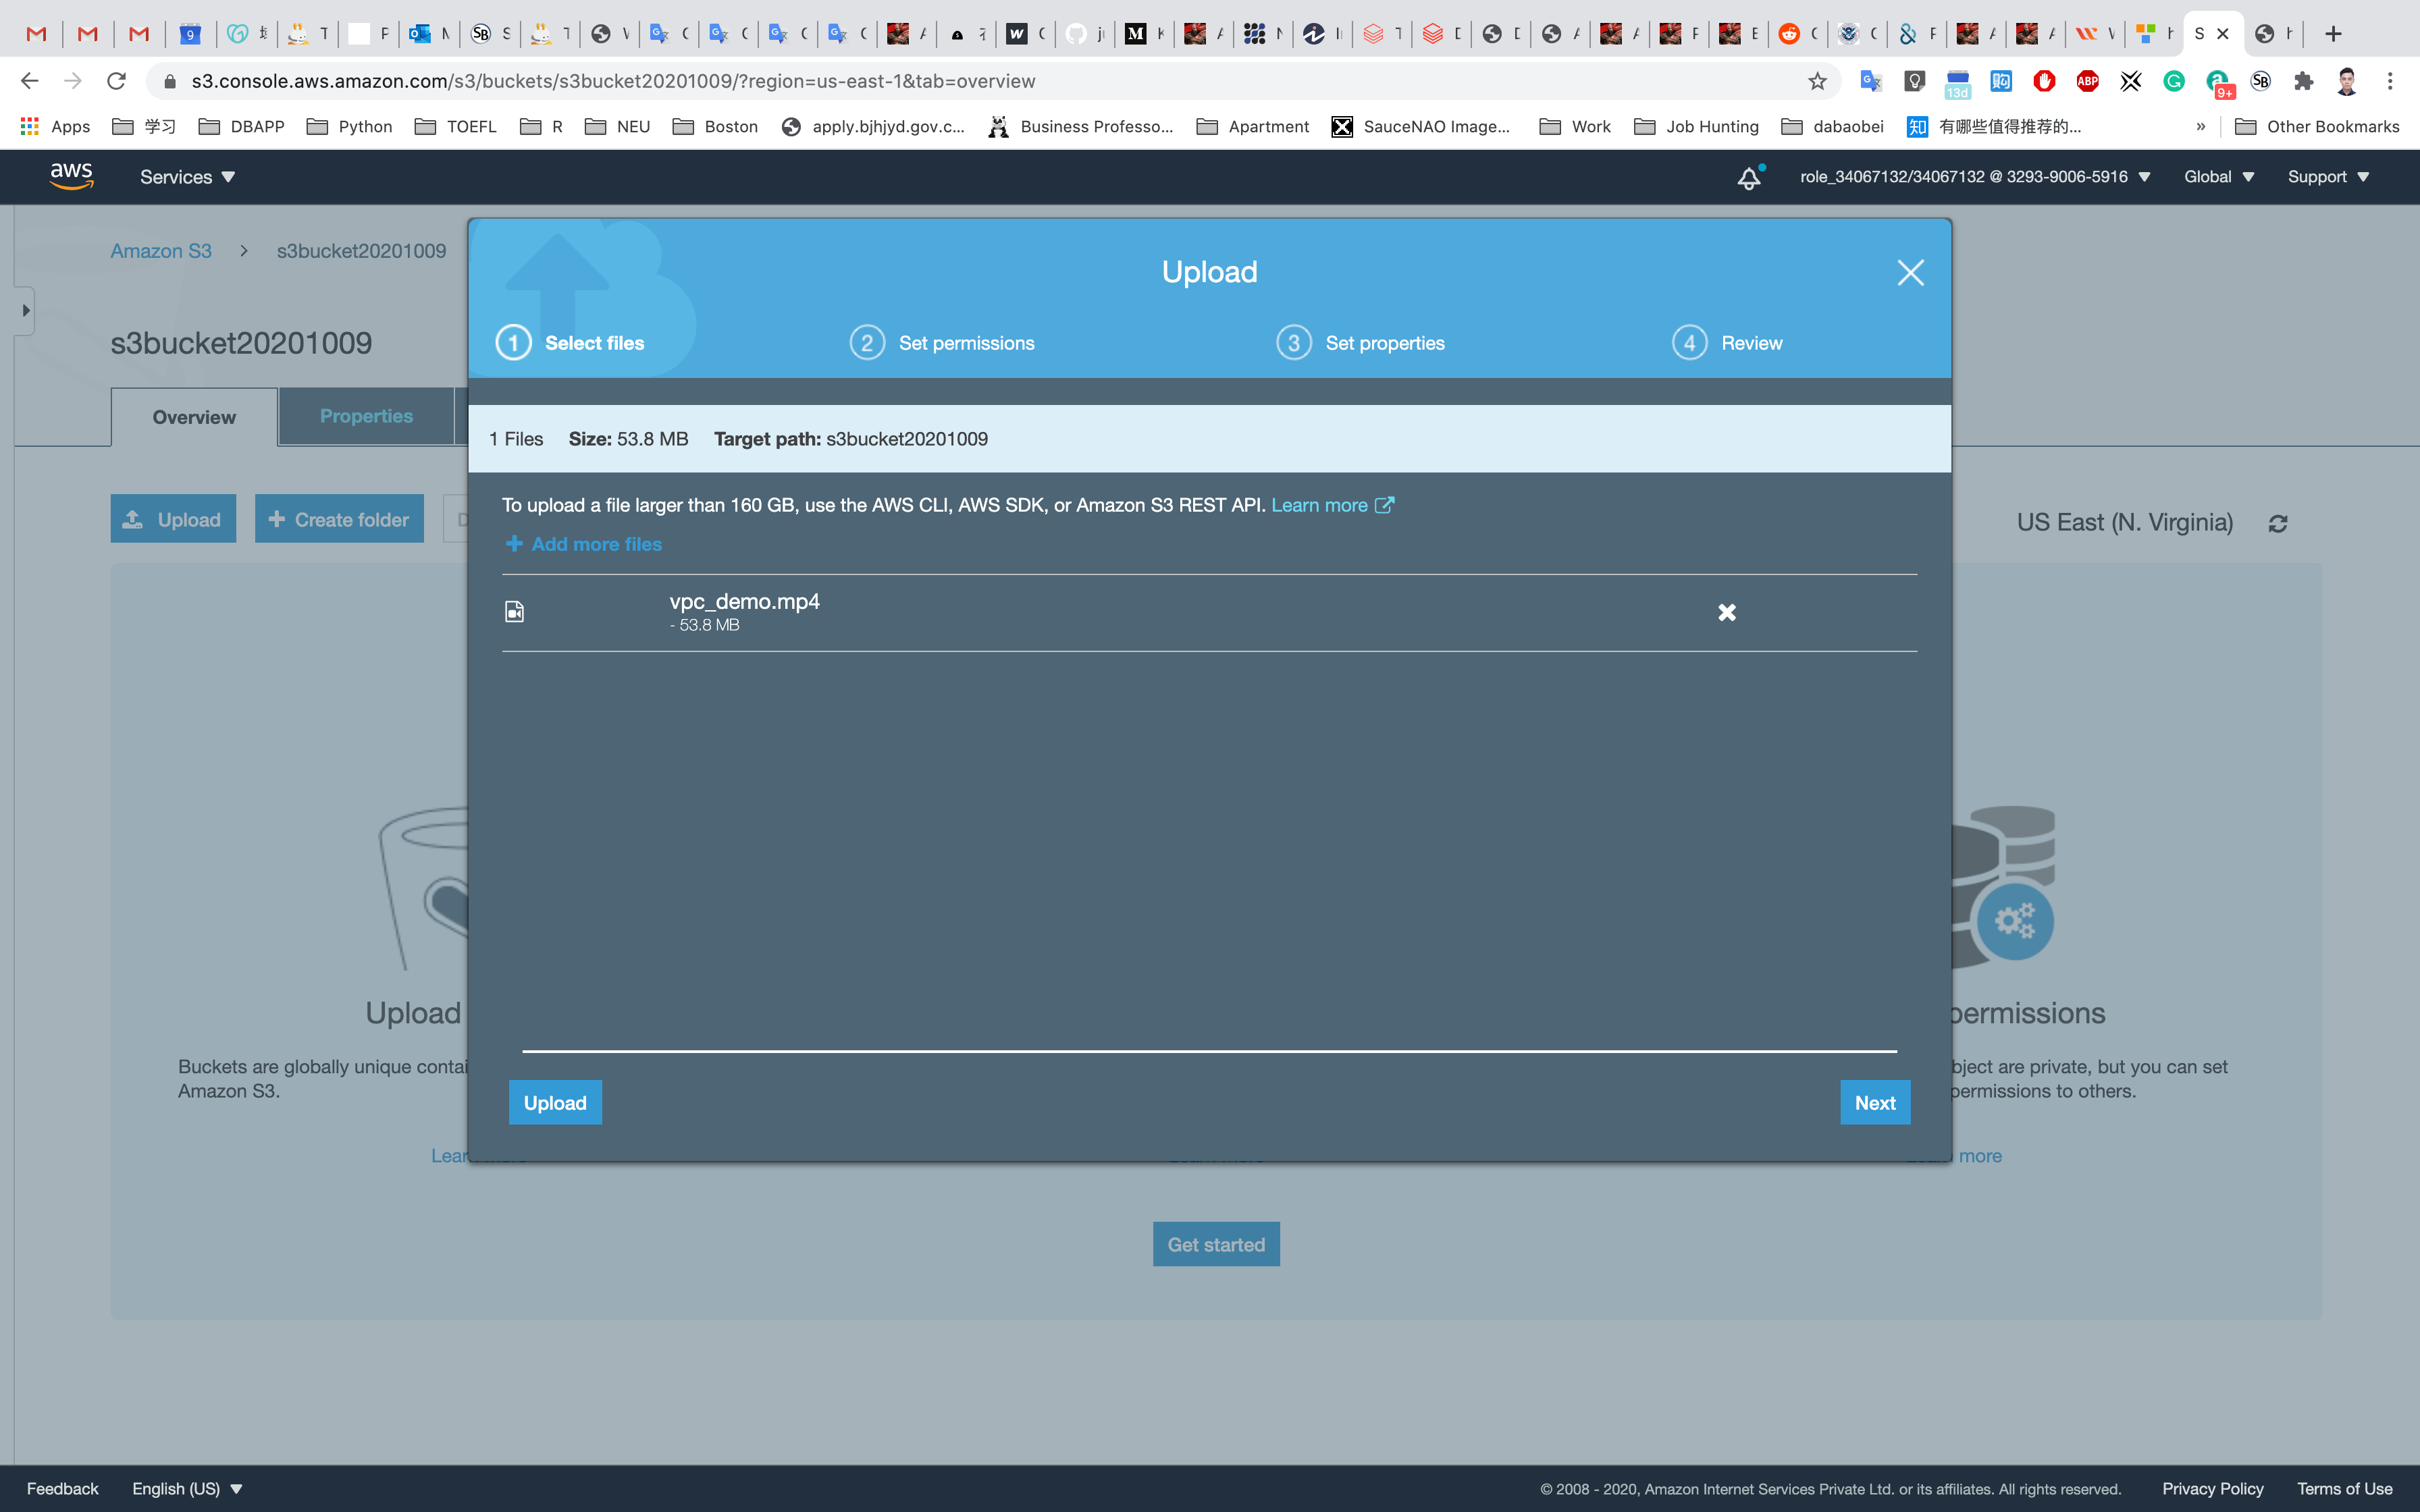 s3.console.aws.amazon.com/s3/buckets/s3bucket20201009/?region=us-east-1&tab=overview
13d
ABP
9+
Apps 学习 DBAPP Python TOEFL R NEU Boston apply.bjhjyd.gov.c... Business Professo... Apartment SauceNAO Image... Work Job Hunting dabaobei 有哪些值得推荐的... » Other Bookmarks
aws Services role_34067132/34067132 @ 3293-9006-5916 Global Support
Amazon S3 > s3bucket20201009
s3bucket20201009
Overview Properties
Upload Create folder
US East (N. Virginia)
Upload
1 Select files 2 Set permissions 3 Set properties 4 Review
1 Files Size: 53.8 MB Target path: s3bucket20201009
To upload a file larger than 160 GB, use the AWS CLI, AWS SDK, or Amazon S3 REST API. Learn more
Add more files
vpc_demo.mp4
- 53.8 MB
Upload Next
Upload
Buckets are globally unique contai
Amazon S3.
permissions
bject are private, but you can set
permissions to others.
more
Get started
Feedback English (US) © 2008 - 2020, Amazon Internet Services Private Ltd. or its affiliates. All rights reserved. Privacy Policy Terms of Use